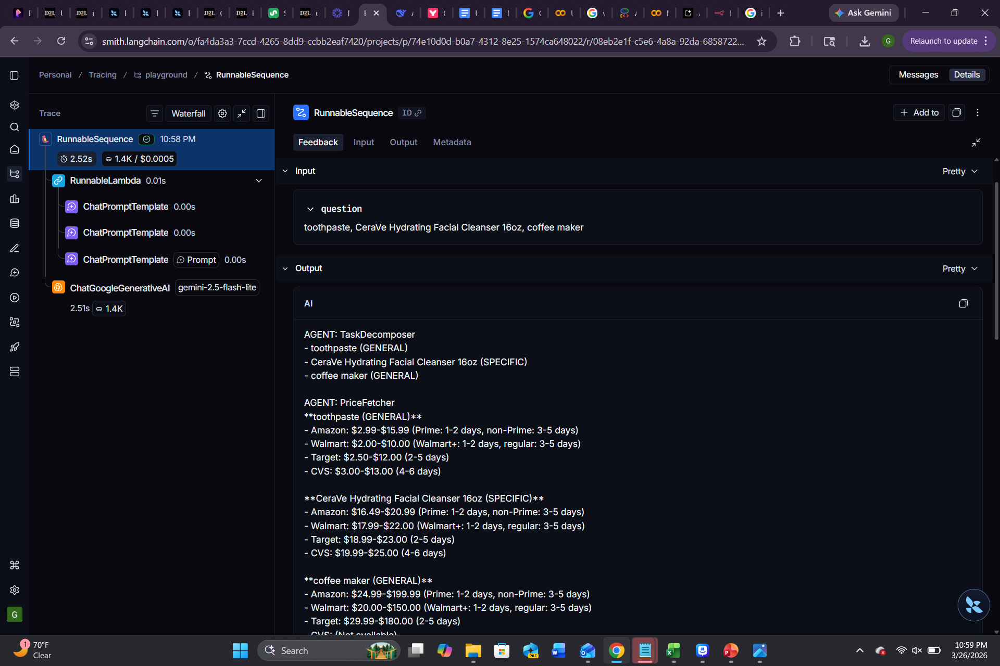 D2L
D2L
D2L
D2L
D2L
Ask Gemini
smith.langchain.com/o/fa4da3a3-7ccd-4265-8dd9-ccbb2eaf7420/projects/p/74e10d0d-b0a7-4312-8e25-1574ca648022/r/08eb2e1f-c5e6-4a8a-92da-6858722...
G
Relaunch to update
Personal / Tracing / playground / RunnableSequence
Messages
Details
Trace
Waterfall
RunnableSequence 10:58 PM
2.52s 1.4K / $0.0005
RunnableLambda 0.01s
ChatPromptTemplate 0.00s
ChatPromptTemplate 0.00s
ChatPromptTemplate Prompt 0.00s
ChatGoogleGenerativeAI gemini-2.5-flash-lite
2.51s 1.4K
RunnableSequence ID
Add to
Feedback Input Output Metadata
Input
Pretty
question
toothpaste, CeraVe Hydrating Facial Cleanser 16oz, coffee maker
Output
Pretty
AI
AGENT: TaskDecomposer
- toothpaste (GENERAL)
- CeraVe Hydrating Facial Cleanser 16oz (SPECIFIC)
- coffee maker (GENERAL)
AGENT: PriceFetcher
**toothpaste (GENERAL)**
- Amazon: $2.99-$15.99 (Prime: 1-2 days, non-Prime: 3-5 days)
- Walmart: $2.00-$10.00 (Walmart+: 1-2 days, regular: 3-5 days)
- Target: $2.50-$12.00 (2-5 days)
- CVS: $3.00-$13.00 (4-6 days)
**CeraVe Hydrating Facial Cleanser 16oz (SPECIFIC)**
- Amazon: $16.49-$20.99 (Prime: 1-2 days, non-Prime: 3-5 days)
- Walmart: $17.99-$22.00 (Walmart+: 1-2 days, regular: 3-5 days)
- Target: $18.99-$23.00 (2-5 days)
- CVS: $19.99-$25.00 (4-6 days)
**coffee maker (GENERAL)**
- Amazon: $24.99-$199.99 (Prime: 1-2 days, non-Prime: 3-5 days)
- Walmart: $20.00-$150.00 (Walmart+: 1-2 days, regular: 3-5 days)
- Target: $29.99-$180.00 (2-5 days)
- CVS: (Not available)
G
1
70°F
Clear
Search
PRE
10:59 PM
3/26/2026